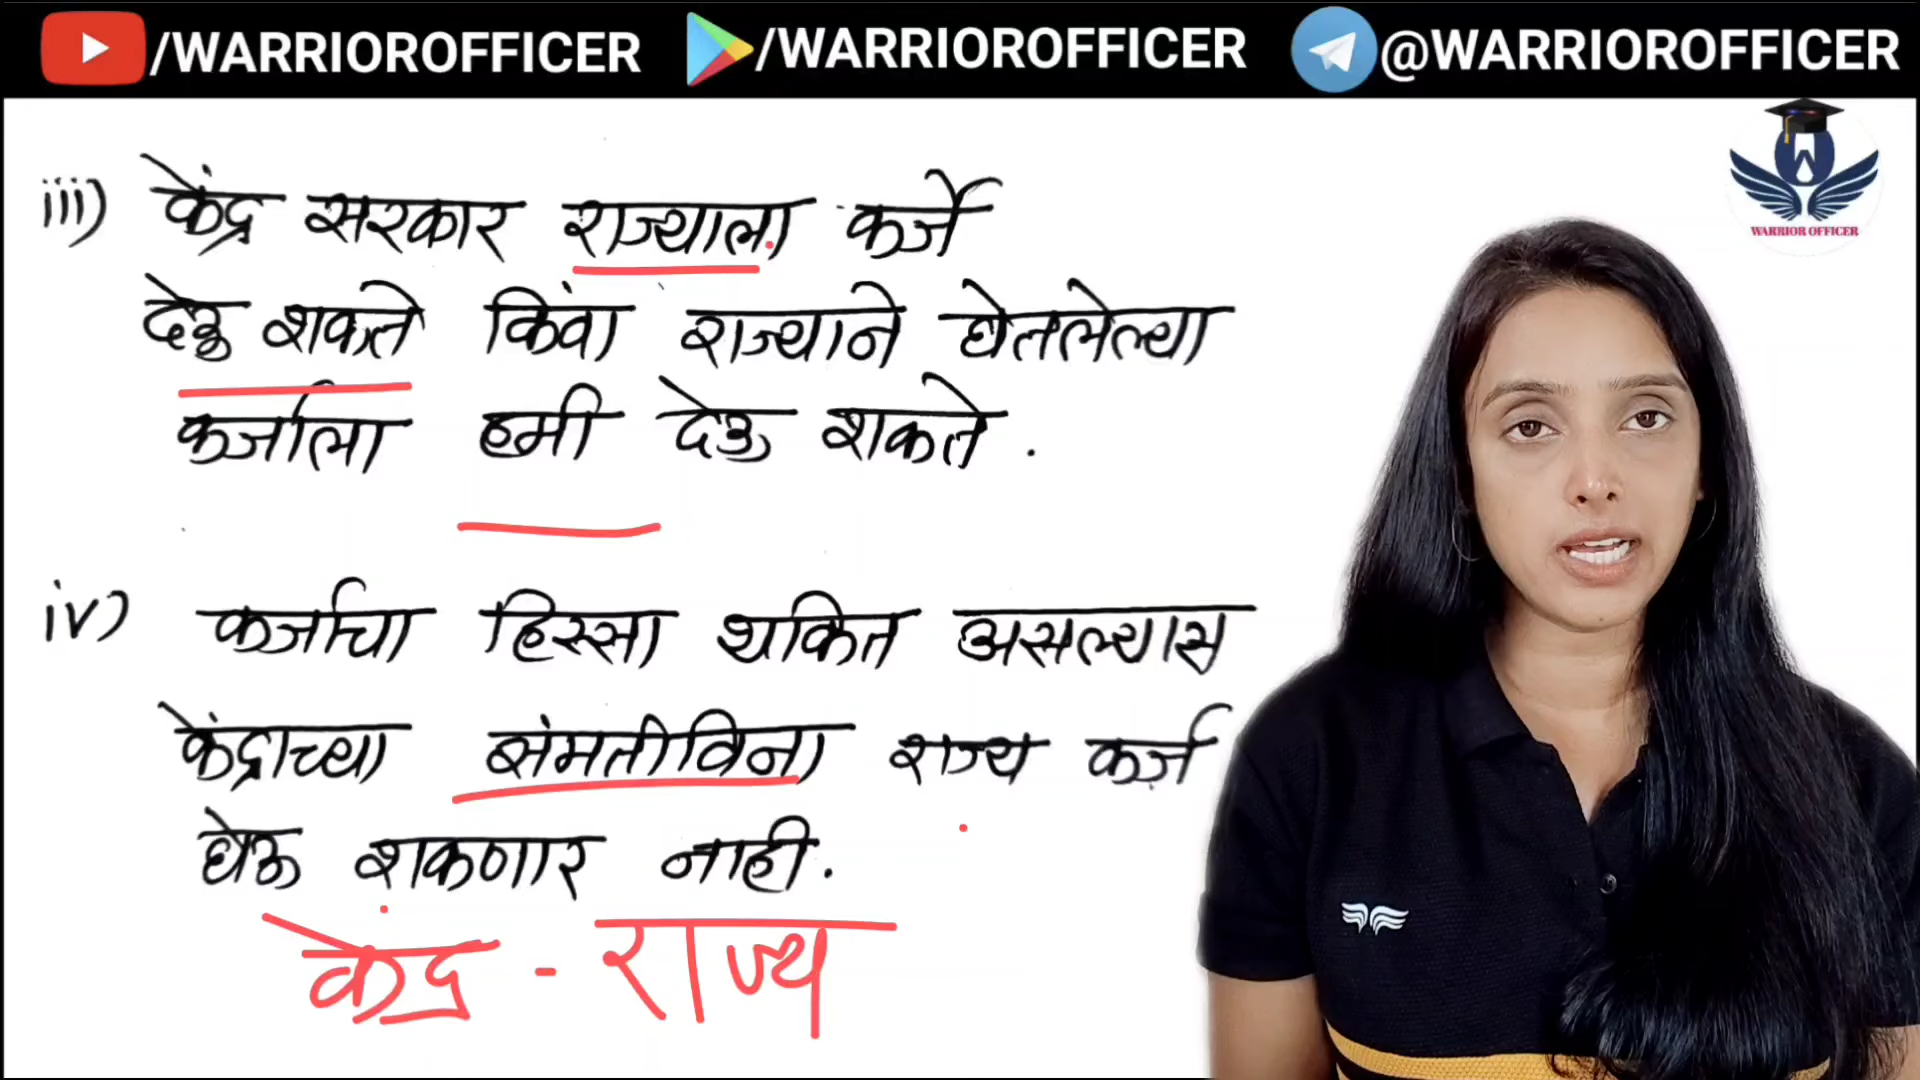 /WARRIOROFFICER /WARRIOROFFICER @WARRIOROFFICER
WARRIOR OFFICER
iii) केंद्र सरकार राज्याला कर्जे
देऊ शकते किंवा राज्याने घेतलेल्या
कर्जाला हमी देऊ शकते .
iv) कर्जाचा हिस्सा थकित असल्यास
केंद्राच्या संमतीविना राज्य कर्ज
घेऊ शकणार नाही.
केंद्र - राज्य